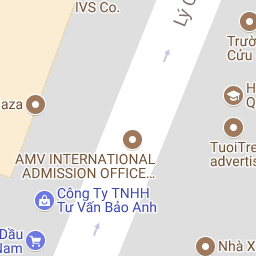 IVS Co.
Lý C
Trườ
Cửu
aza
H
Q
TuoiTre
advertis
AMV INTERNATIONAL
ADMISSION OFFICE...
Công Ty TNHH
Tư Vấn Bảo Anh
Dầu
Nam
Nhà X